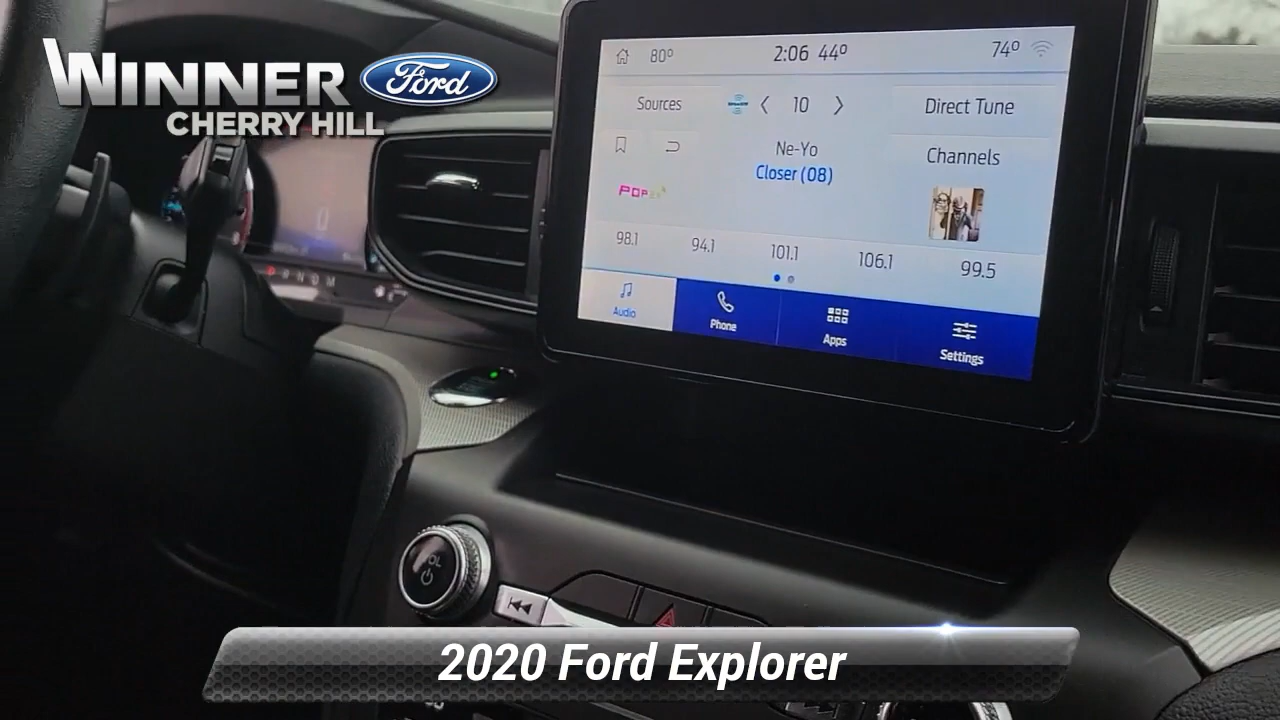 WINNER Ford
CHERRY HILL
80° 2:06 44° 74°
Sources 10 Direct Tune
Ne-Yo
Closer (08) Channels
POP
98.1 94.1 101.1 106.1 99.5
Audio Phone Apps Settings
P R N D M
VOL
2020 Ford Explorer